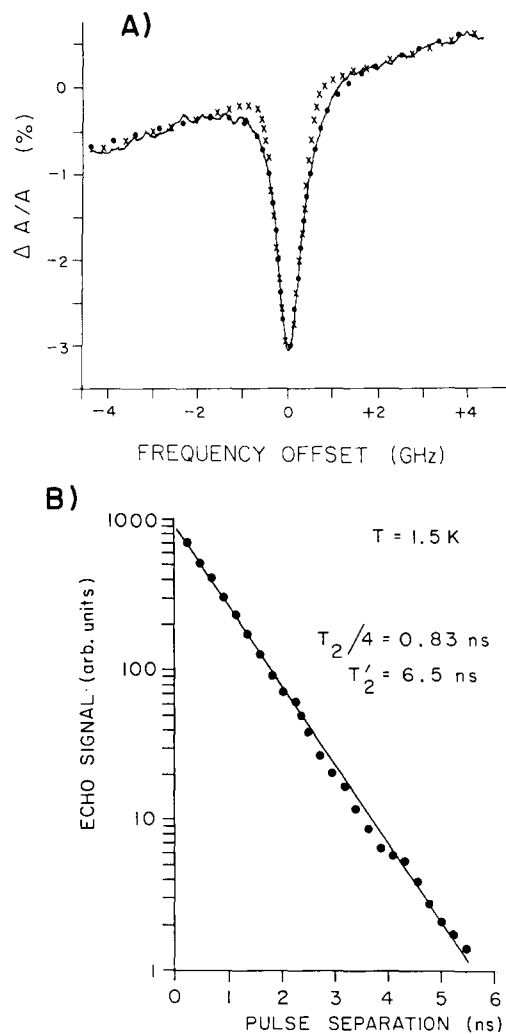 A)
0
-1
-2
-3
Δ A/A (%)
-4 -2 0 +2 +4
FREQUENCY OFFSET (GHz)
B)
1000
100
10
1
ECHO SIGNAL (arb. units)
T = 1.5 K
T₂/4 = 0.83 ns
T₂' = 6.5 ns
0 1 2 3 4 5 6
PULSE SEPARATION (ns)